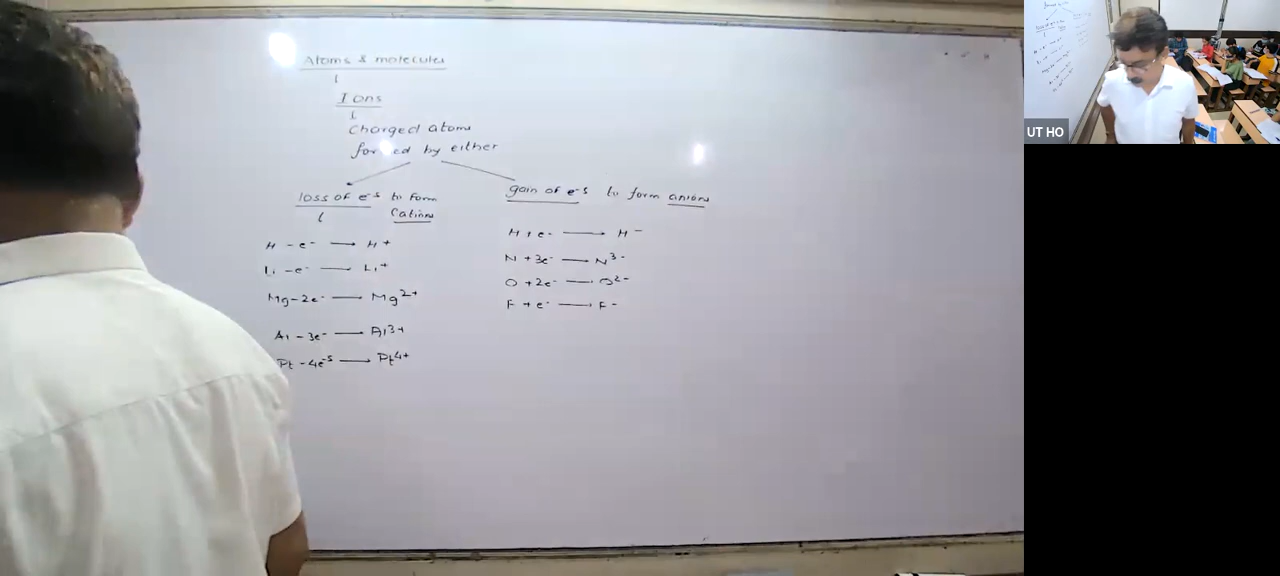 Atoms & molecules
Ions
Charged atoms
formed by either
loss of e-s to form
Cations
H - e- → H+
Li - e- → Li+
Mg - 2e- → Mg2+
Al - 3e- → Al3+
Pt - 4e-s → Pt4+
gain of e-s to form anions
H + e- → H-
N + 3e- → N3-
O + 2e- → O2-
F + e- → F-
UT HO